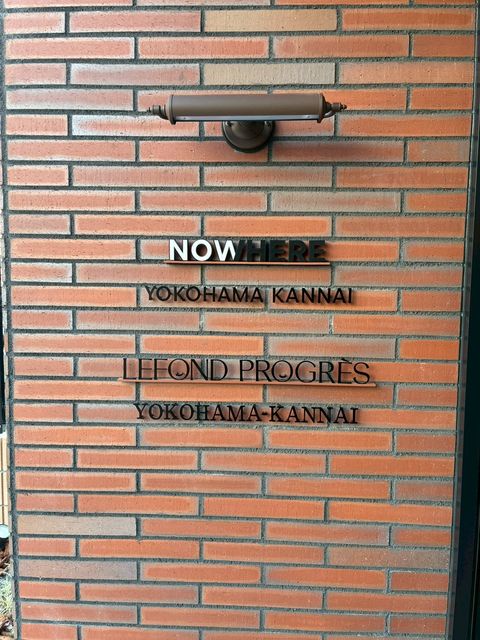 NOWHERE
YOKOHAMA KANNAI
LEFOND PROGRÈS
YOKOHAMA-KANNAI